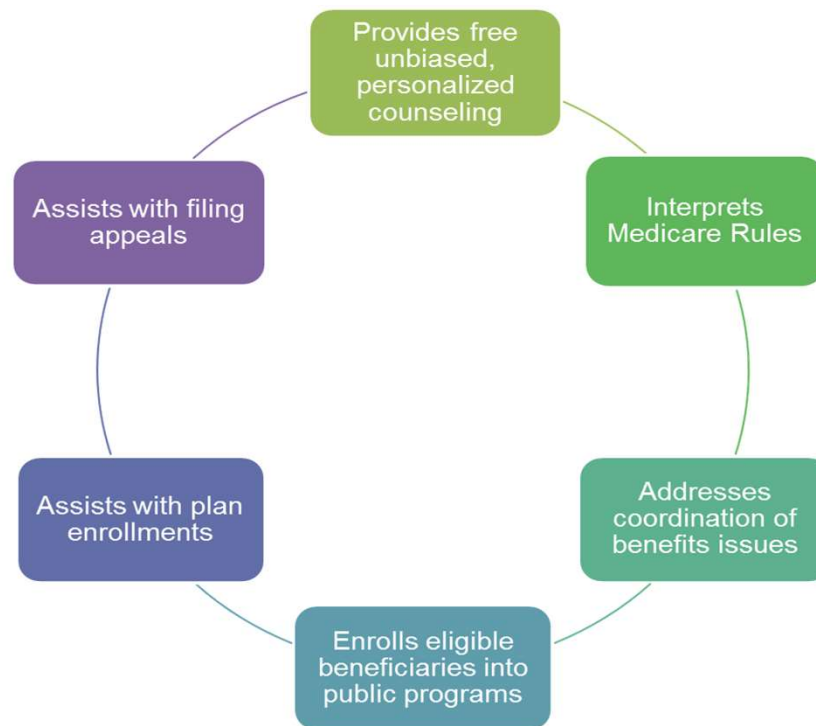 Provides free
unbiased,
personalized
counseling
Interprets
Medicare Rules
Addresses
coordination of
benefits issues
Enrolls eligible
beneficiaries into
public programs
Assists with plan
enrollments
Assists with filing
appeals